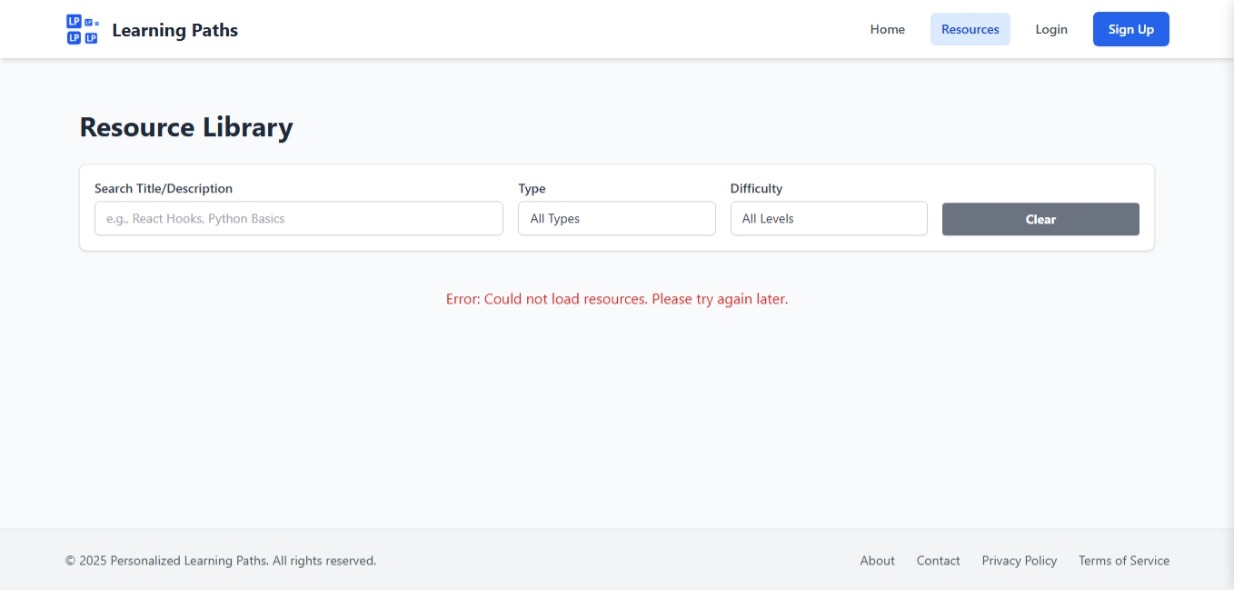 LP LP
LP LP
Learning Paths
Home Resources Login Sign Up
Resource Library
Search Title/Description Type Difficulty
e.g., React Hooks, Python Basics All Types All Levels Clear
Error: Could not load resources. Please try again later.
© 2025 Personalized Learning Paths. All rights reserved. About Contact Privacy Policy Terms of Service